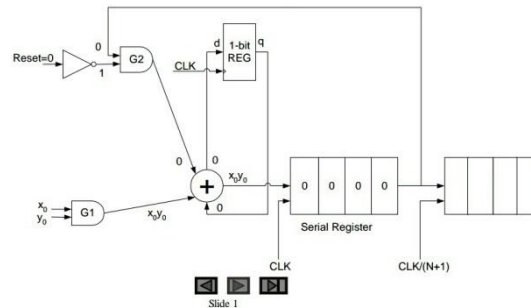 0
Reset=0
G2
1
d
q
1-bit
REG
CLK
0
0
x₀y₀
0 0 0 0
0
x₀
y₀
G1
x₀y₀
Serial Register
CLK
CLK/(N+1)
Slide 1